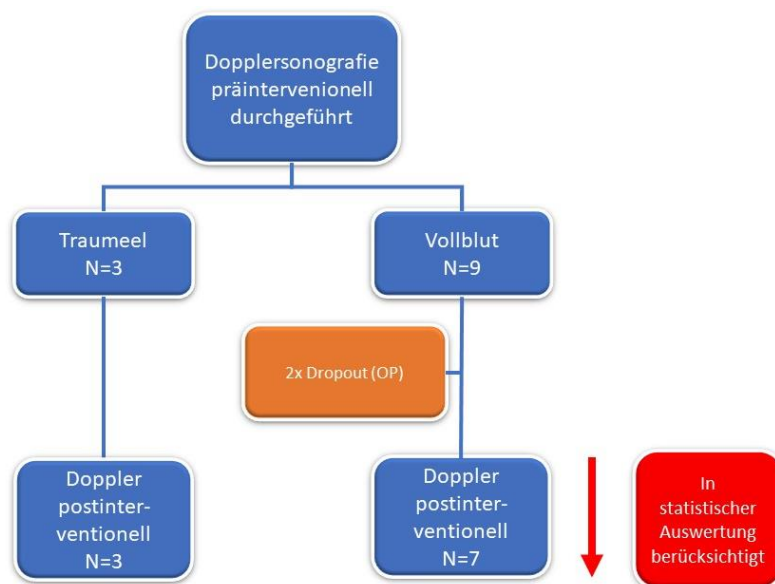 Dopplersonografie
präintervenionell
durchgeführt
Traumeel
N=3
Vollblut
N=9
2x Dropout (OP)
Doppler
postinter-
ventionell
N=3
Doppler
postinter-
ventionell
N=7
In
statistischer
Auswertung
berücksichtigt